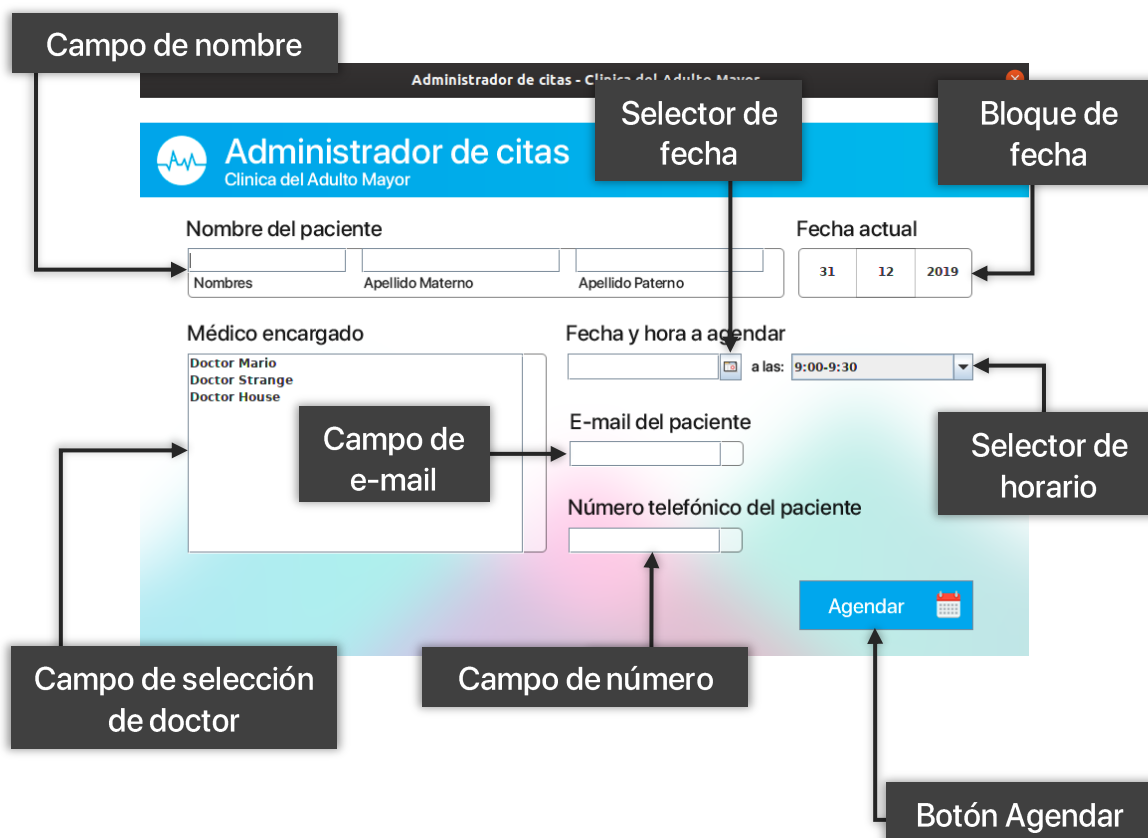 Campo de nombre
Administrador de citas - Clinica del Adulto Mayor
Selector de
fecha
Bloque de
fecha
Administrador de citas
Clinica del Adulto Mayor
Nombre del paciente
Fecha actual
Nombres
Apellido Materno
Apellido Paterno
31 12 2019
Médico encargado
Fecha y hora a agendar
Doctor Mario
Doctor Strange
Doctor House
a las:
9:00-9:30
Campo de
e-mail
E-mail del paciente
Selector de
horario
Número telefónico del paciente
Agendar
Campo de selección
de doctor
Campo de número
Botón Agendar